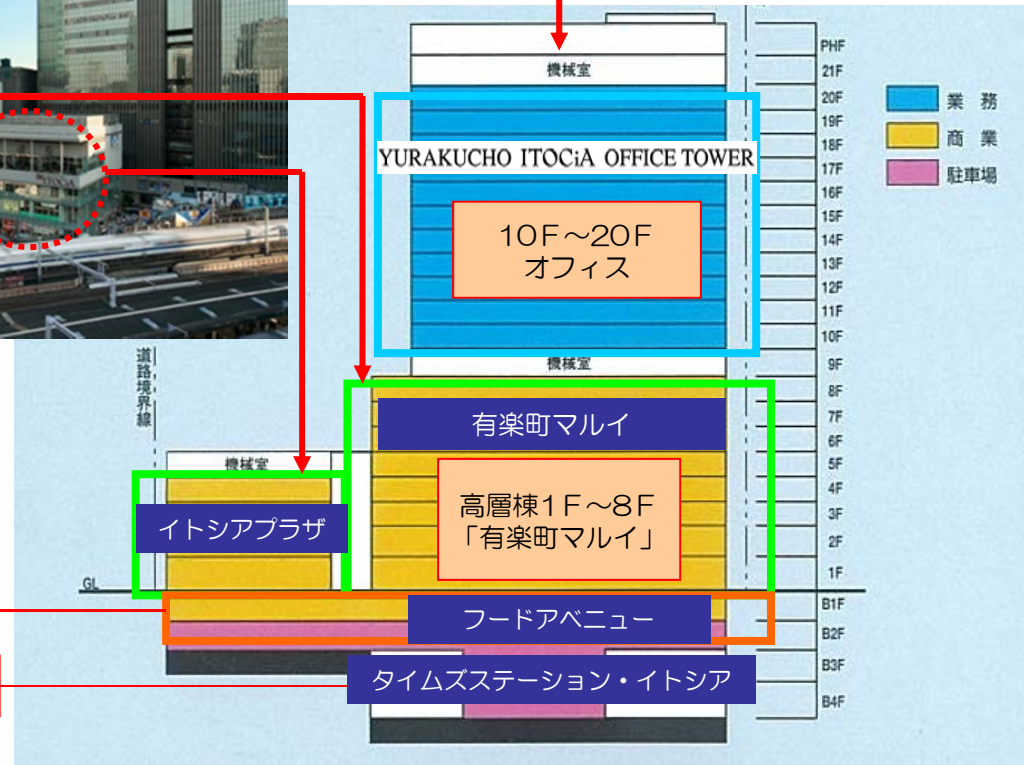 機械室
YURAKUCHO ITOCiA OFFICE TOWER
10F～20F
オフィス
機械室
有楽町マルイ
高層棟1F～8F
「有楽町マルイ」
機械室
イトシアプラザ
フードアベニュー
タイムズステーション・イトシア
道路境界線
GL
PHF
21F
20F
19F
18F
17F
16F
15F
14F
13F
12F
11F
10F
9F
8F
7F
6F
5F
4F
3F
2F
1F
B1F
B2F
B3F
B4F
業 務
商 業
駐車場